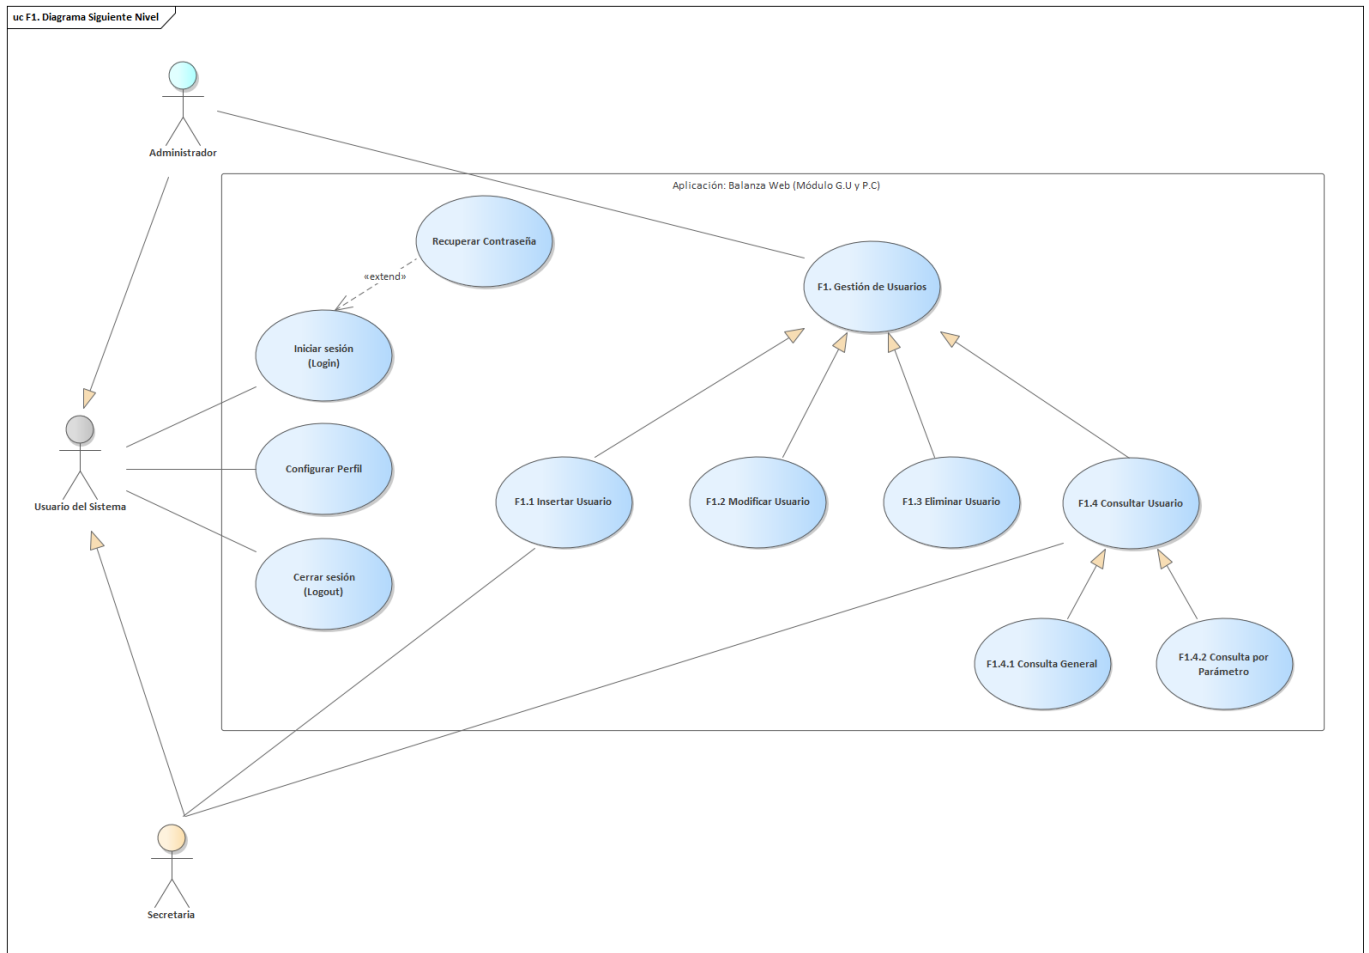 uc F1. Diagrama Siguiente Nivel
Administrador
Aplicación: Balanza Web (Módulo G.U y P.C)
Recuperar Contraseña
«extend»
F1. Gestión de Usuarios
Iniciar sesión
(Login)
Configurar Perfil
Usuario del Sistema
F1.1 Insertar Usuario
F1.2 Modificar Usuario
F1.3 Eliminar Usuario
F1.4 Consultar Usuario
Cerrar sesión
(Logout)
F1.4.1 Consulta General
F1.4.2 Consulta por
Parámetro
Secretaria